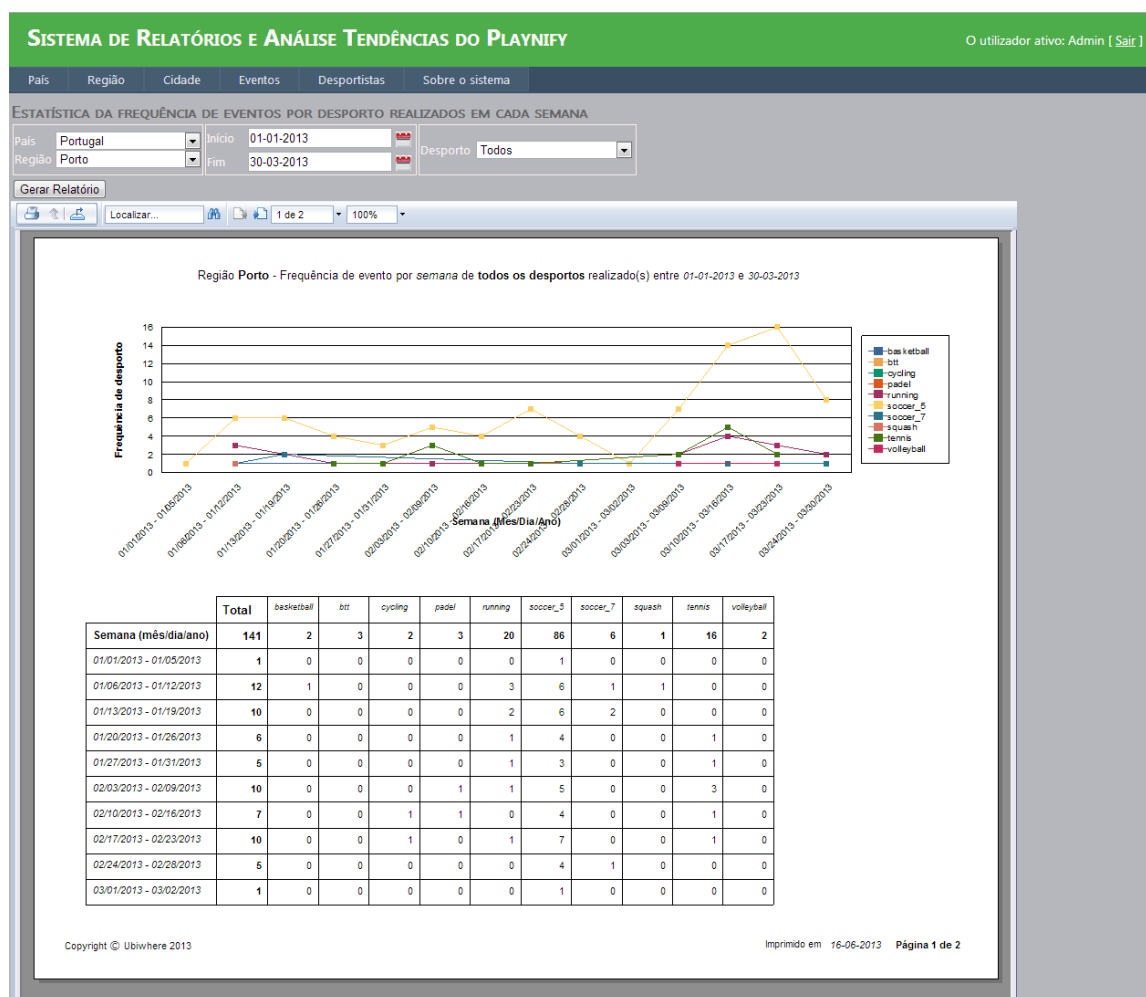 SISTEMA DE RELATÓRIOS E ANÁLISE TENDÊNCIAS DO PLAYNIFY
O utilizador ativo: Admin [ Sair ]
País Região Cidade Eventos Desportistas Sobre o sistema
ESTATÍSTICA DA FREQUÊNCIA DE EVENTOS POR DESPORTO REALIZADOS EM CADA SEMANA
País Portugal Início 01-01-2013
Região Porto Fim 30-03-2013
Desporto Todos
Gerar Relatório
Localizar... 1 de 2 100%
Região Porto - Frequência de evento por semana de todos os desportos realizado(s) entre 01-01-2013 e 30-03-2013
Frequência de desporto
16
14
12
10
8
6
4
2
0
basketball
btt
cycling
padel
running
soccer_5
soccer_7
squash
tennis
volleyball
01/01/2013 - 01/05/2013
01/06/2013 - 01/12/2013
01/13/2013 - 01/19/2013
01/20/2013 - 01/26/2013
01/27/2013 - 01/31/2013
02/03/2013 - 02/09/2013
02/10/2013 - 02/16/2013
02/17/2013 - 02/23/2013
02/24/2013 - 02/28/2013
03/01/2013 - 03/02/2013
03/03/2013 - 03/09/2013
03/10/2013 - 03/16/2013
03/17/2013 - 03/23/2013
03/24/2013 - 03/30/2013
Semana (Mês/Dia/Ano)
Total basketball btt cycling padel running soccer_5 soccer_7 squash tennis volleyball
Semana (mês/dia/ano) 141 2 3 2 3 20 86 6 1 16 2
01/01/2013 - 01/05/2013 1 0 0 0 0 0 1 0 0 0 0
01/06/2013 - 01/12/2013 12 1 0 0 0 3 6 1 1 0 0
01/13/2013 - 01/19/2013 10 0 0 0 0 2 6 2 0 0 0
01/20/2013 - 01/26/2013 6 0 0 0 0 1 4 0 0 1 0
01/27/2013 - 01/31/2013 5 0 0 0 0 1 3 0 0 1 0
02/03/2013 - 02/09/2013 10 0 0 0 1 1 5 0 0 3 0
02/10/2013 - 02/16/2013 7 0 0 1 1 0 4 0 0 1 0
02/17/2013 - 02/23/2013 10 0 0 1 0 1 7 0 0 1 0
02/24/2013 - 02/28/2013 5 0 0 0 0 0 4 1 0 0 0
03/01/2013 - 03/02/2013 1 0 0 0 0 0 1 0 0 0 0
Copyright © Ubiwhere 2013
Imprimido em 16-06-2013 Página 1 de 2